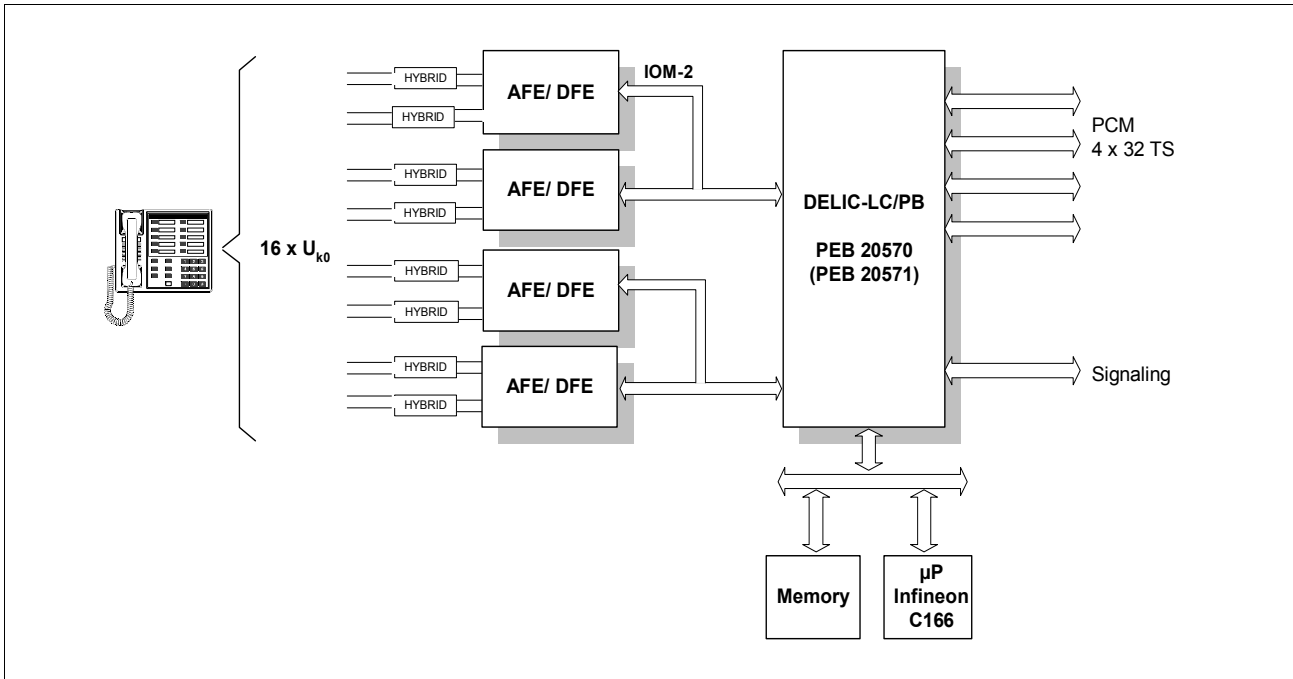 16 x Uk0
HYBRID
HYBRID
HYBRID
HYBRID
HYBRID
HYBRID
HYBRID
HYBRID
AFE/ DFE
AFE/ DFE
AFE/ DFE
AFE/ DFE
IOM-2
DELIC-LC/PB
PEB 20570
(PEB 20571)
PCM
4 x 32 TS
Signaling
Memory
µP
Infineon
C166